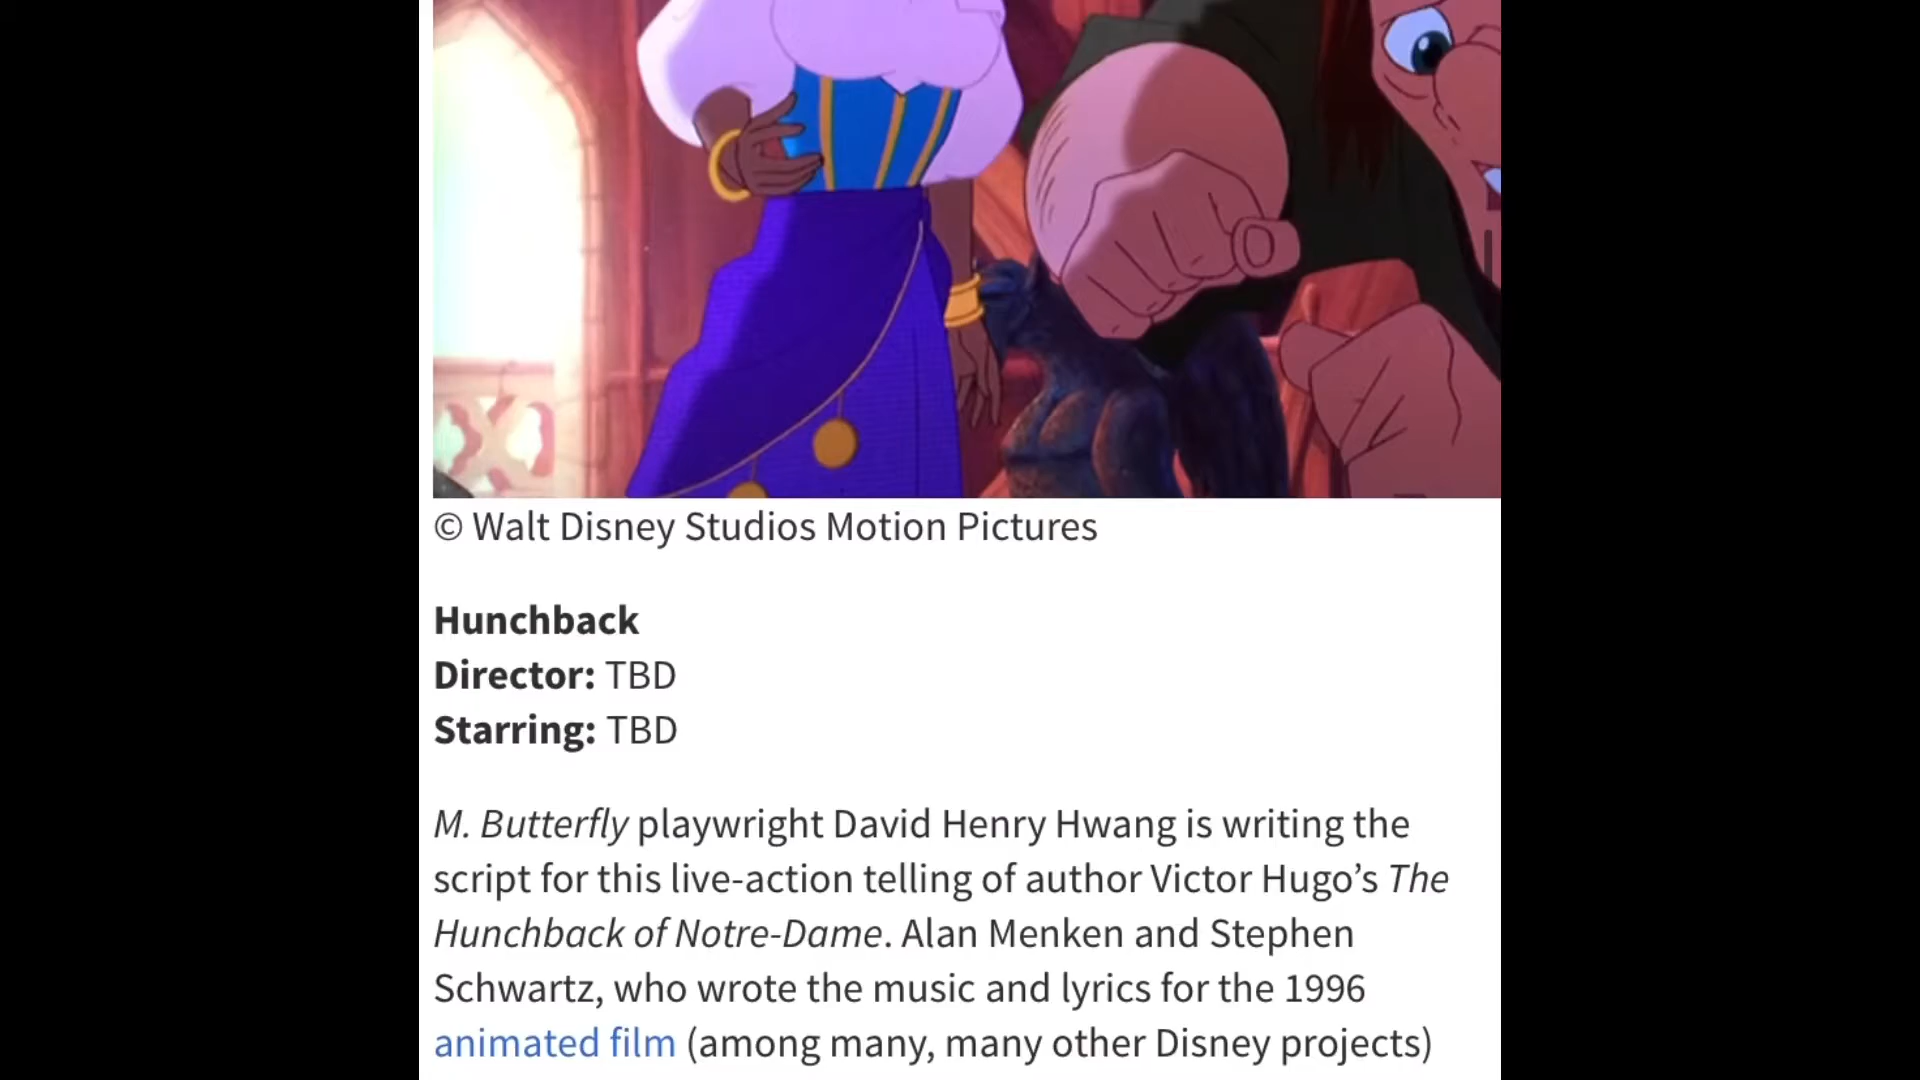 © Walt Disney Studios Motion Pictures
Hunchback
Director: TBD
Starring: TBD
M. Butterfly playwright David Henry Hwang is writing the
script for this live-action telling of author Victor Hugo’s The
Hunchback of Notre-Dame. Alan Menken and Stephen
Schwartz, who wrote the music and lyrics for the 1996
animated film (among many, many other Disney projects)